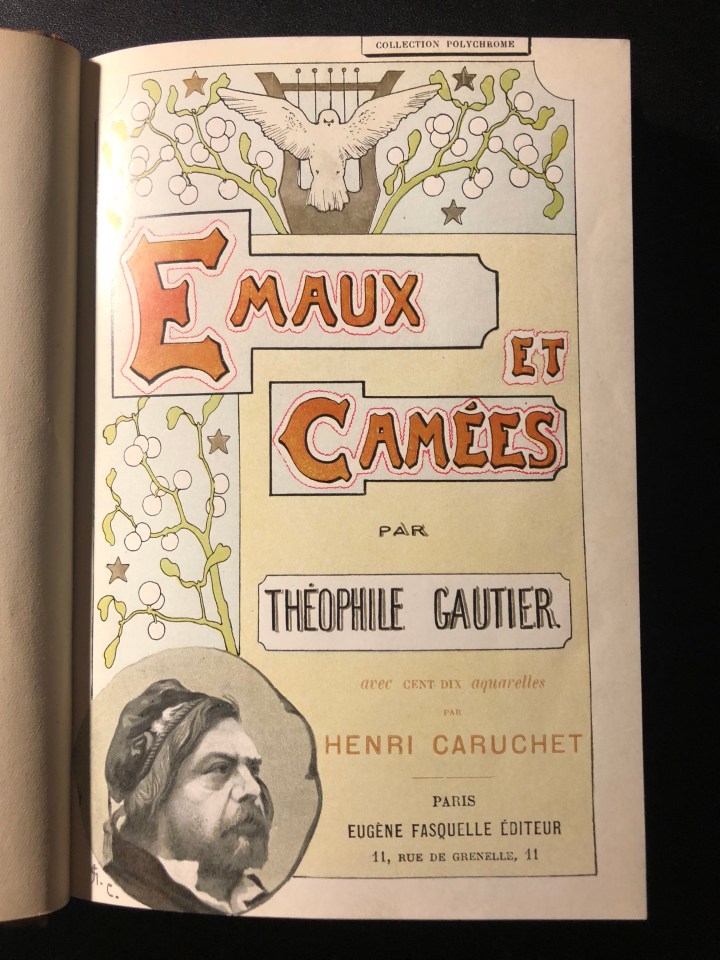 COLLECTION POLYCHROME
EMAUX
ET
CAMÉES
PAR
THÉOPHILE GAUTIER.
avec CENT DIX aquarelles
PAR
HENRI CARUCHET
PARIS
EUGÈNE FASQUELLE ÉDITEUR
11, RUE DE GRENELLE, 11
H. C.